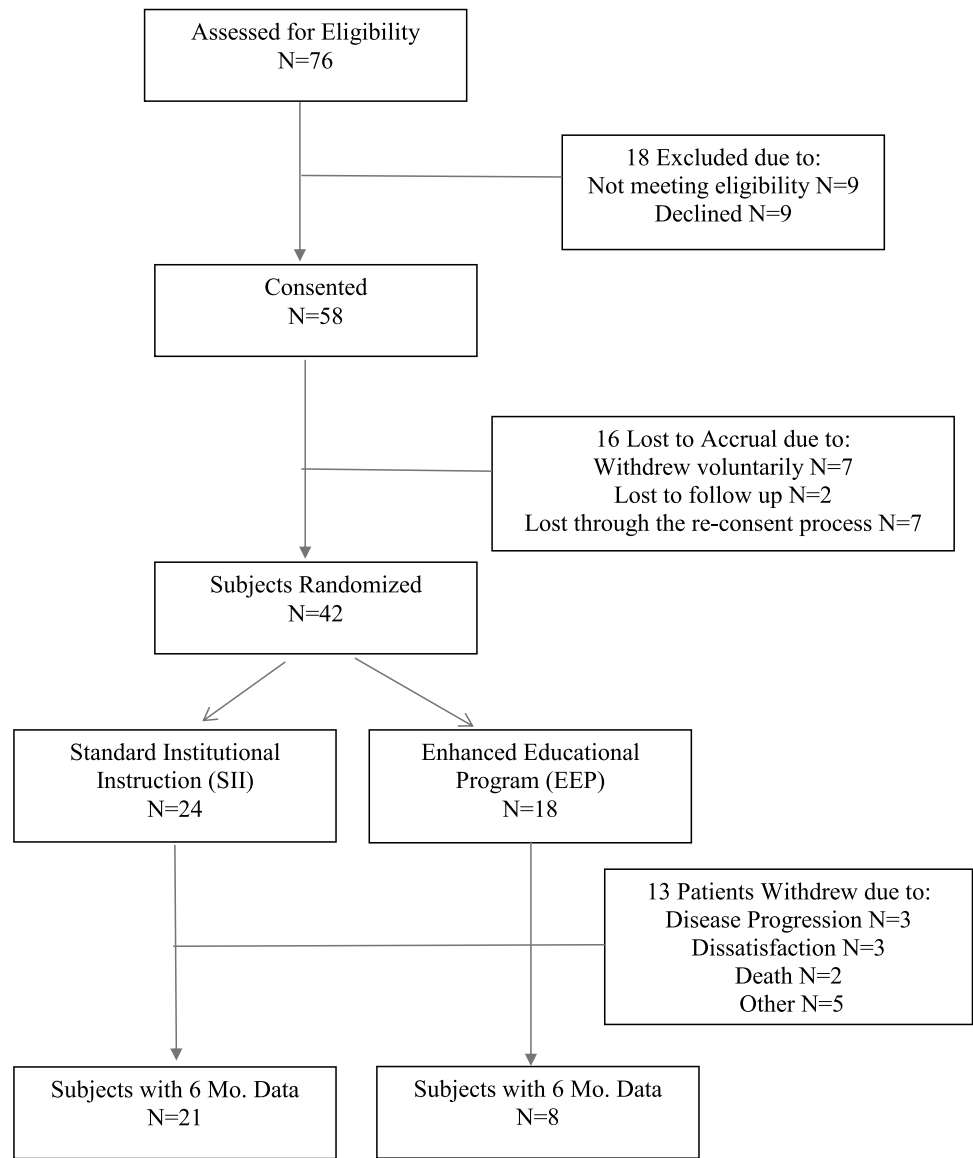 Assessed for Eligibility
N=76
18 Excluded due to:
Not meeting eligibility N=9
Declined N=9
Consented
N=58
16 Lost to Accrual due to:
Withdrew voluntarily N=7
Lost to follow up N=2
Lost through the re-consent process N=7
Subjects Randomized
N=42
Standard Institutional
Instruction (SII)
N=24
Enhanced Educational
Program (EEP)
N=18
13 Patients Withdrew due to:
Disease Progression N=3
Dissatisfaction N=3
Death N=2
Other N=5
Subjects with 6 Mo. Data
N=21
Subjects with 6 Mo. Data
N=8